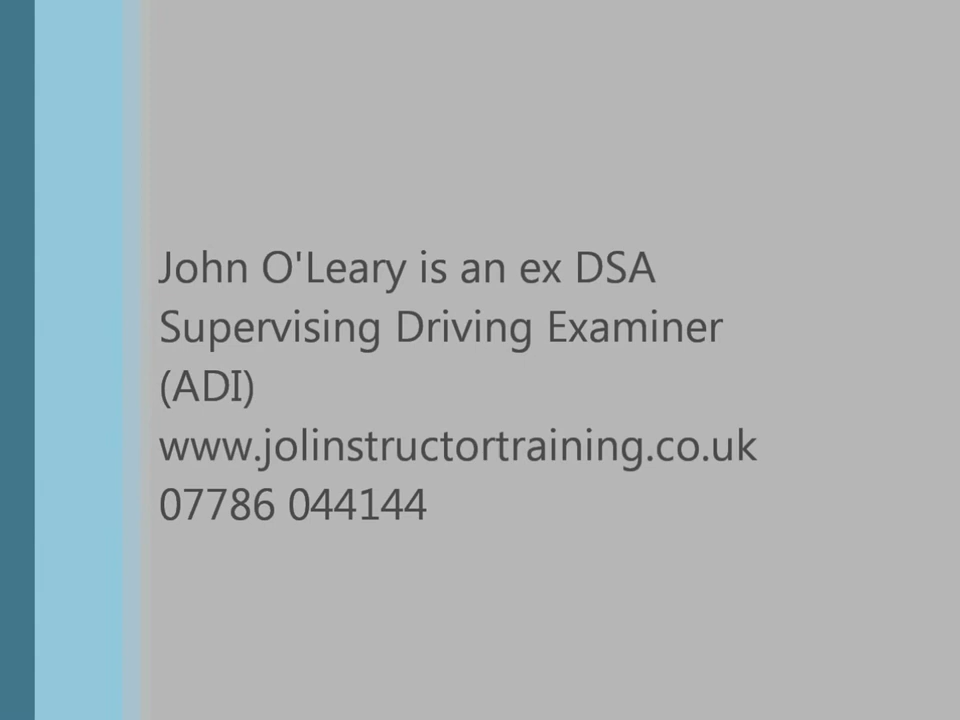 John O'Leary is an ex DSA
Supervising Driving Examiner
(ADI)
www.jolinstructortraining.co.uk
07786 044144